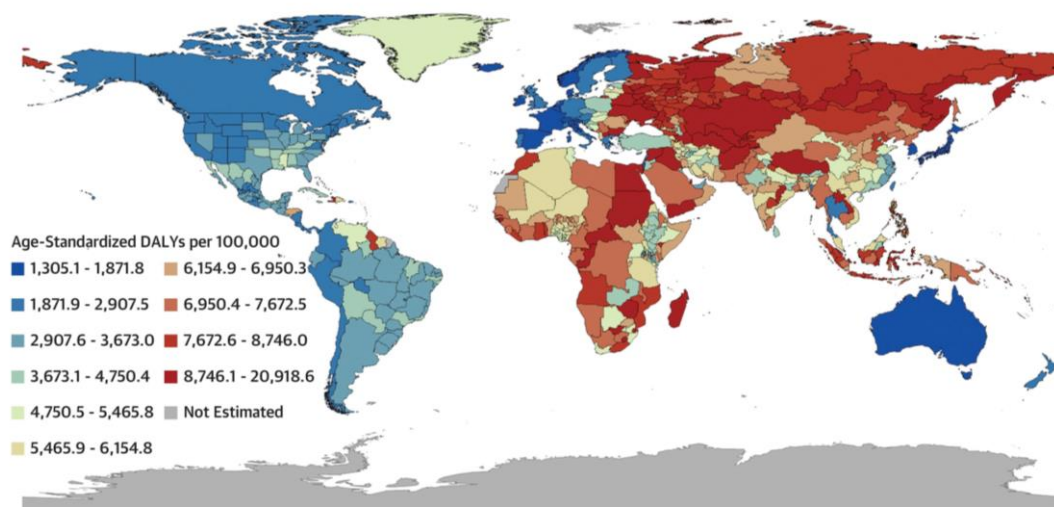 Age-Standardized DALYs per 100,000
1,305.1 - 1,871.8
1,871.9 - 2,907.5
2,907.6 - 3,673.0
3,673.1 - 4,750.4
4,750.5 - 5,465.8
5,465.9 - 6,154.8
6,154.9 - 6,950.3
6,950.4 - 7,672.5
7,672.6 - 8,746.0
8,746.1 - 20,918.6
Not Estimated